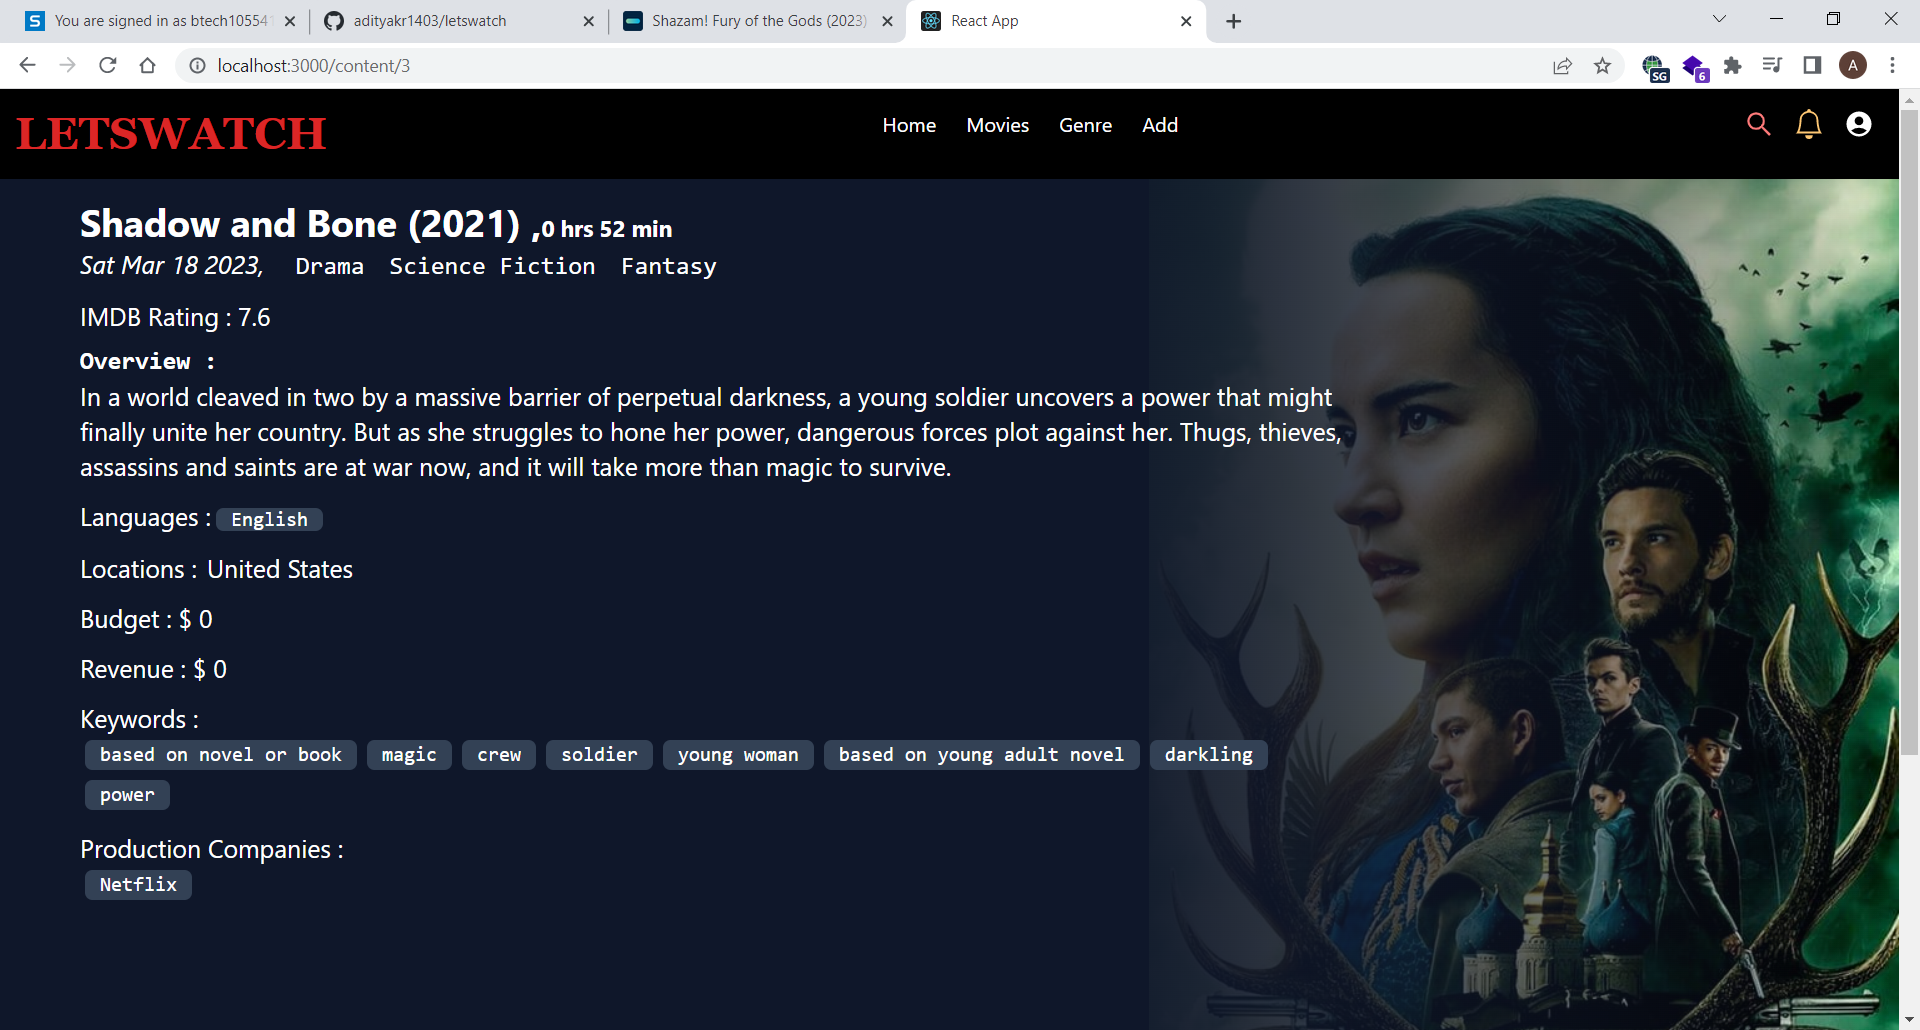 You are signed in as btech10554
adityakr1403/letswatch
Shazam! Fury of the Gods (2023)
React App
localhost:3000/content/3
SG
6
A
LETSWATCH
Home Movies Genre Add
Shadow and Bone (2021) ,0 hrs 52 min
Sat Mar 18 2023, Drama Science Fiction Fantasy
IMDB Rating : 7.6
Overview :
In a world cleaved in two by a massive barrier of perpetual darkness, a young soldier uncovers a power that might
finally unite her country. But as she struggles to hone her power, dangerous forces plot against her. Thugs, thieves,
assassins and saints are at war now, and it will take more than magic to survive.
Languages : English
Locations : United States
Budget : $ 0
Revenue : $ 0
Keywords :
based on novel or book magic crew soldier young woman based on young adult novel darkling
power
Production Companies :
Netflix